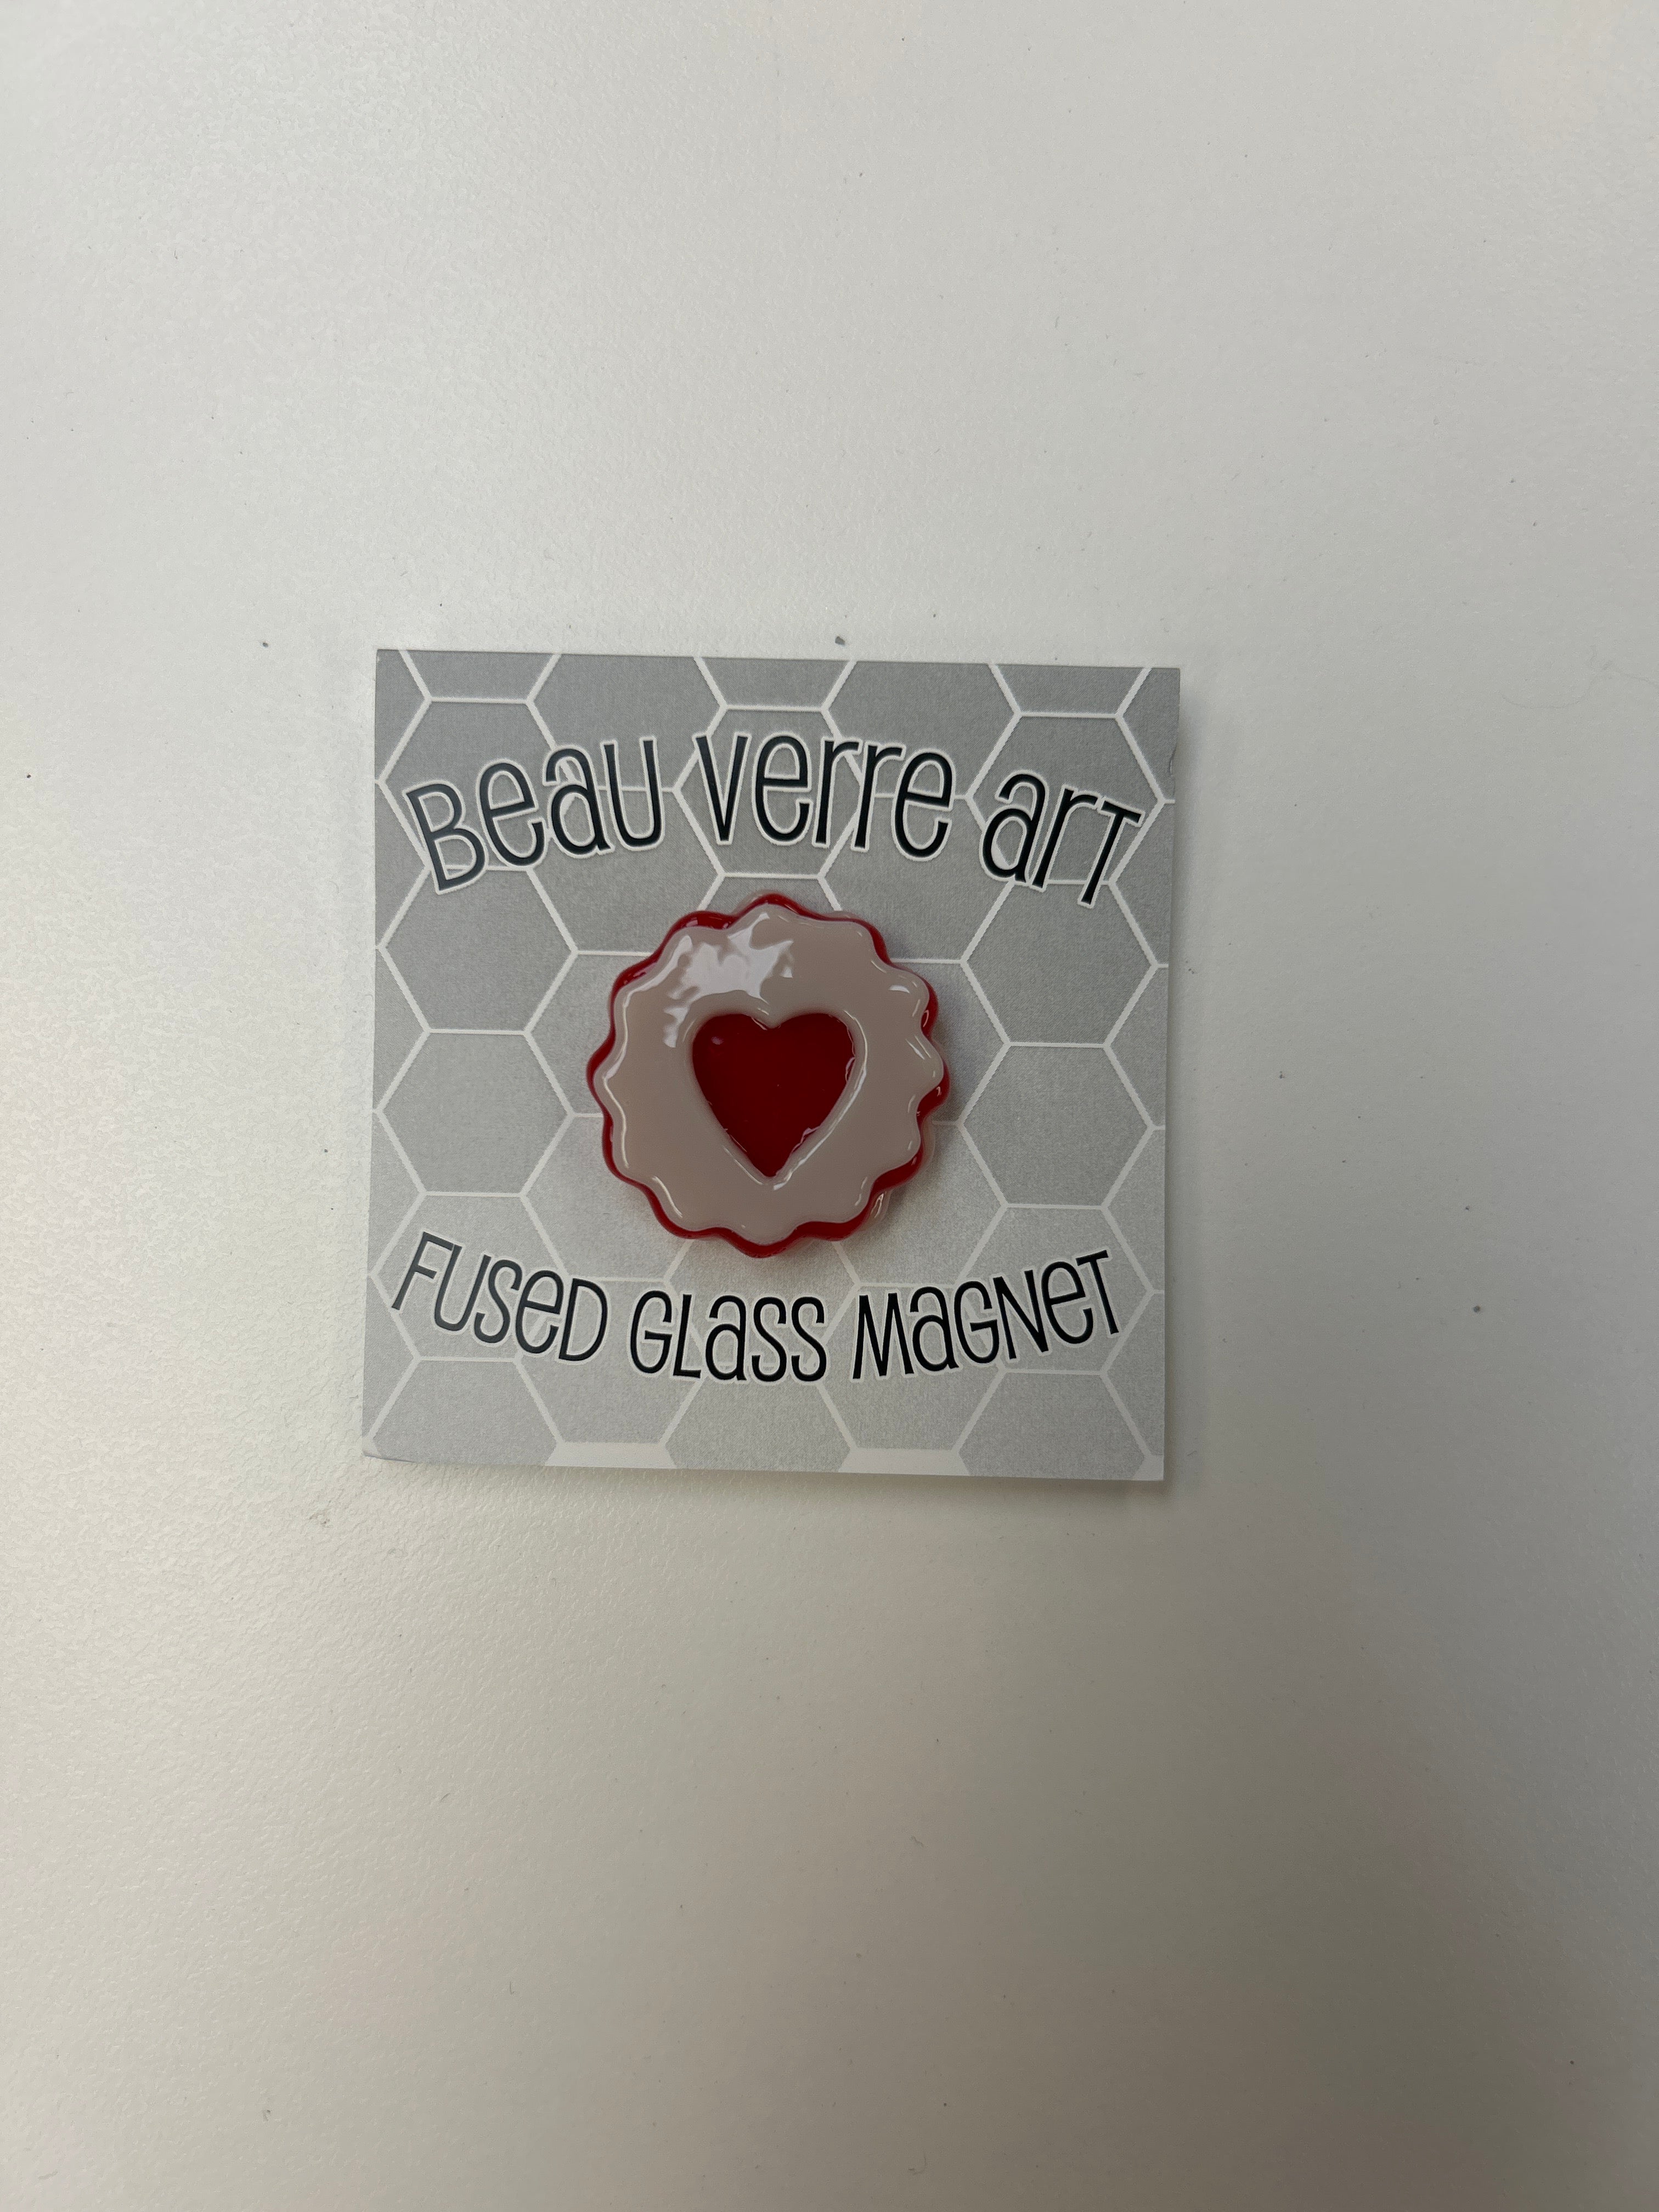 Beau verre art
Fused Glass Magnet